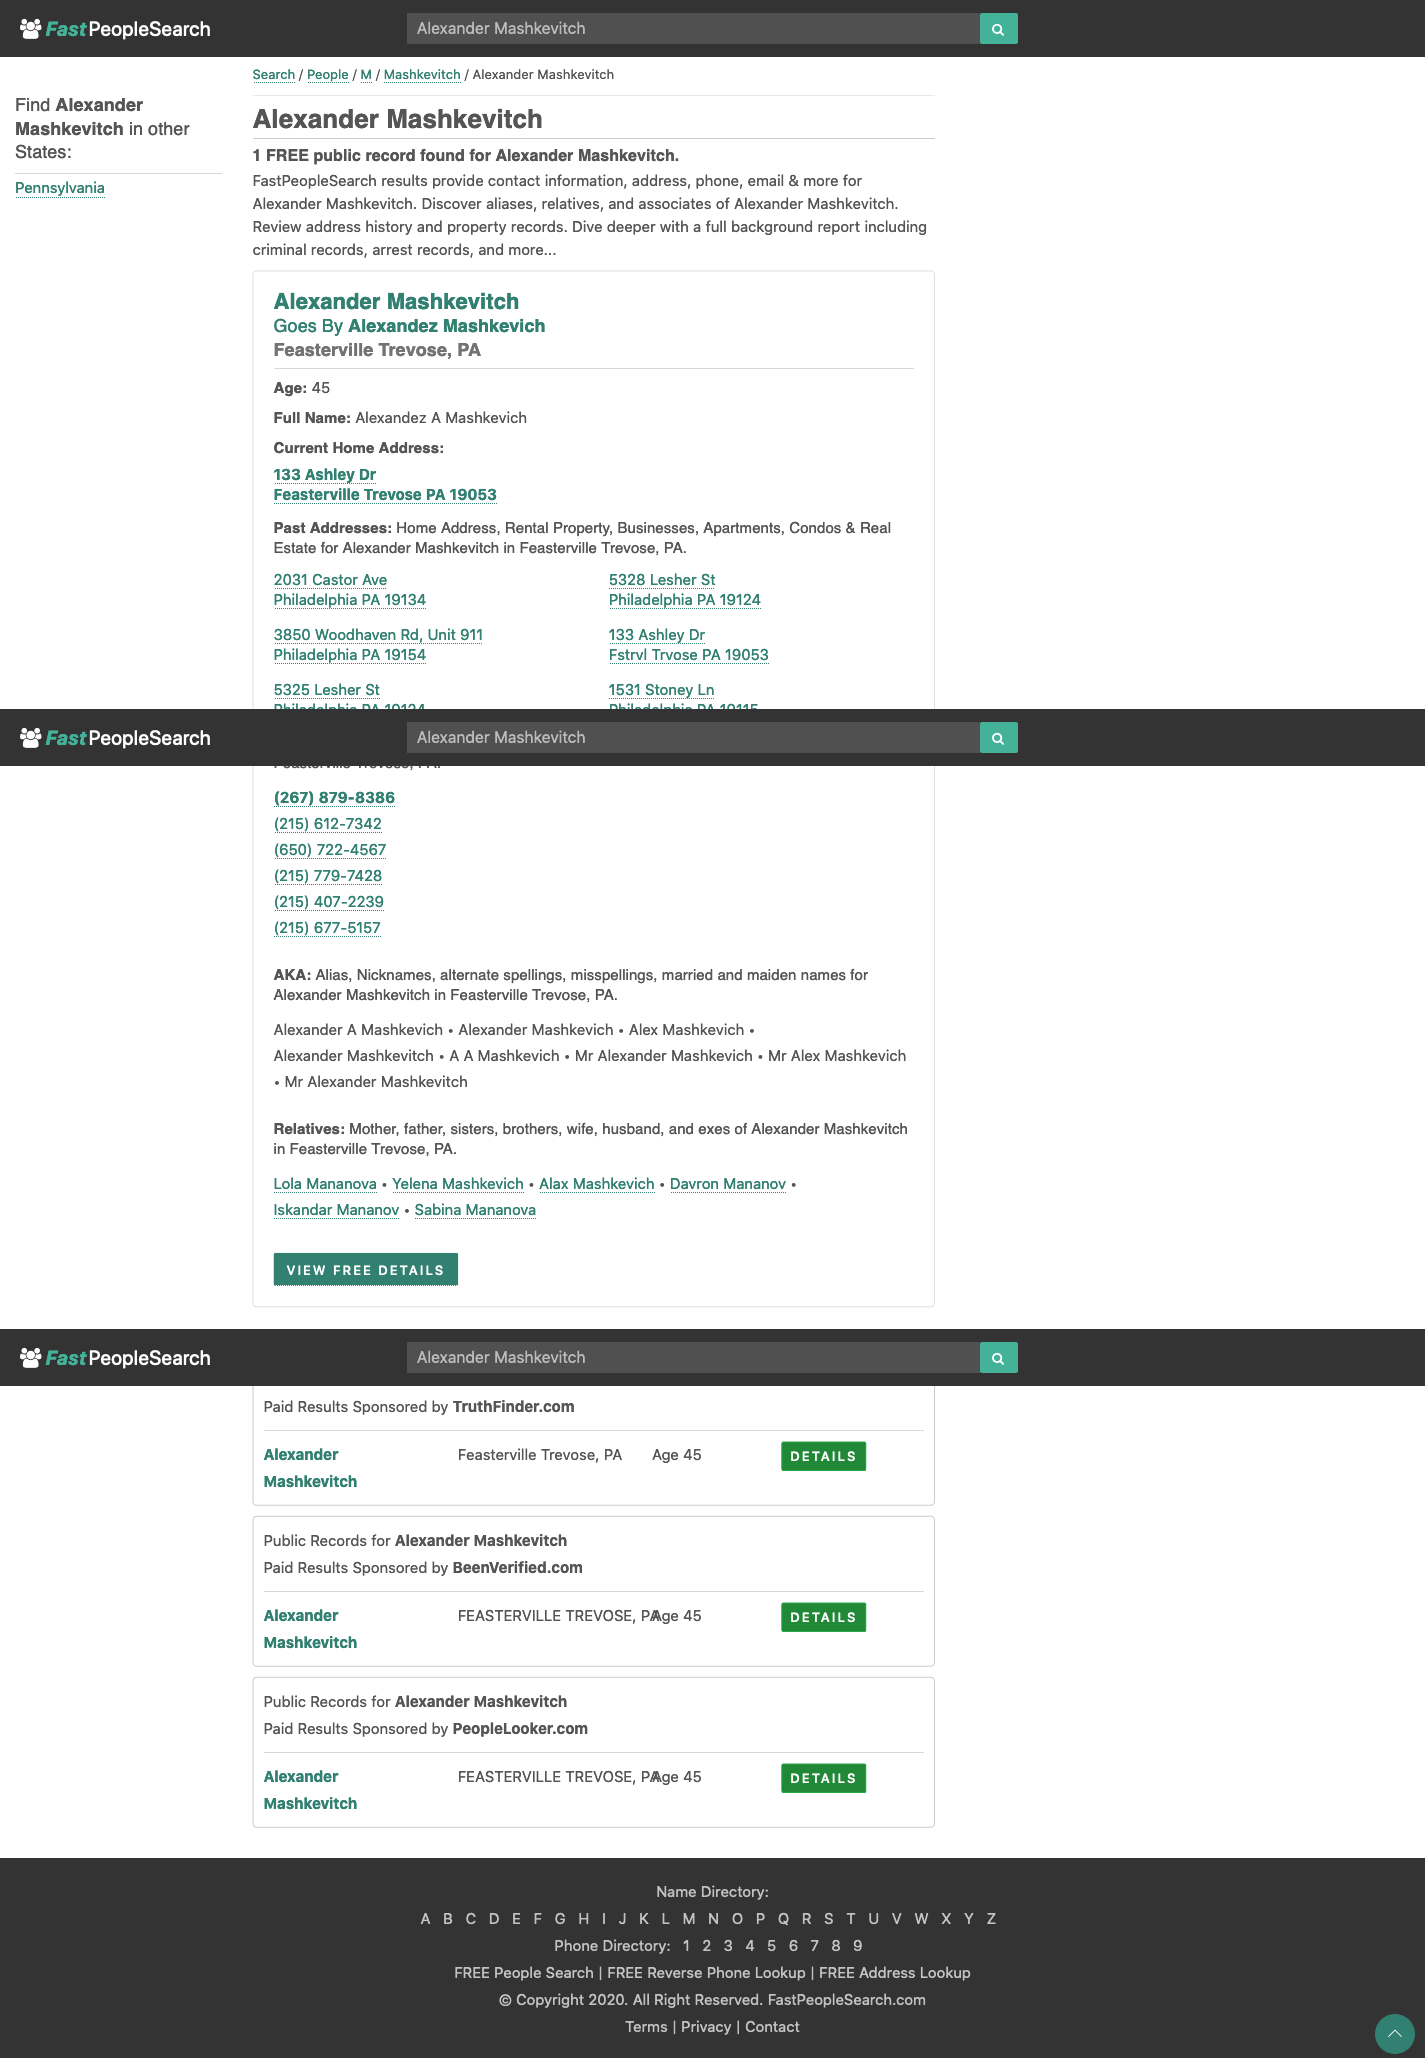 FastPeopleSearch
Alexander Mashkevitch
Search / People / M / Mashkevitch / Alexander Mashkevitch
Find Alexander
Mashkevitch in other
States:
Pennsylvania
Alexander Mashkevitch
1 FREE public record found for Alexander Mashkevitch.
FastPeopleSearch results provide contact information, address, phone, email & more for
Alexander Mashkevitch. Discover aliases, relatives, and associates of Alexander Mashkevitch.
Review address history and property records. Dive deeper with a full background report including
criminal records, arrest records, and more...
Alexander Mashkevitch
Goes By Alexandez Mashkevich
Feasterville Trevose, PA
Age: 45
Full Name: Alexandez A Mashkevich
Current Home Address:
133 Ashley Dr
Feasterville Trevose PA 19053
Past Addresses: Home Address, Rental Property, Businesses, Apartments, Condos & Real
Estate for Alexander Mashkevitch in Feasterville Trevose, PA.
2031 Castor Ave
Philadelphia PA 19134
5328 Lesher St
Philadelphia PA 19124
3850 Woodhaven Rd, Unit 911
Philadelphia PA 19154
133 Ashley Dr
Fstrvl Trvose PA 19053
5325 Lesher St
Philadelphia PA 19124
1531 Stoney Ln
Philadelphia PA 19115
FastPeopleSearch
Alexander Mashkevitch
Feasterville Trevose, PA.
(267) 879-8386
(215) 612-7342
(650) 722-4567
(215) 779-7428
(215) 407-2239
(215) 677-5157
AKA: Alias, Nicknames, alternate spellings, misspellings, married and maiden names for
Alexander Mashkevitch in Feasterville Trevose, PA.
Alexander A Mashkevich • Alexander Mashkevich • Alex Mashkevich •
Alexander Mashkevitch • A A Mashkevich • Mr Alexander Mashkevich • Mr Alex Mashkevich
• Mr Alexander Mashkevitch
Relatives: Mother, father, sisters, brothers, wife, husband, and exes of Alexander Mashkevitch
in Feasterville Trevose, PA.
Lola Mananova • Yelena Mashkevich • Alax Mashkevich • Davron Mananov •
Iskandar Mananov • Sabina Mananova
VIEW FREE DETAILS
FastPeopleSearch
Alexander Mashkevitch
Paid Results Sponsored by TruthFinder.com
Alexander
Mashkevitch
Feasterville Trevose, PA
Age 45
DETAILS
Public Records for Alexander Mashkevitch
Paid Results Sponsored by BeenVerified.com
Alexander
Mashkevitch
FEASTERVILLE TREVOSE, PA
Age 45
DETAILS
Public Records for Alexander Mashkevitch
Paid Results Sponsored by PeopleLooker.com
Alexander
Mashkevitch
FEASTERVILLE TREVOSE, PA
Age 45
DETAILS
Name Directory:
A B C D E F G H I J K L M N O P Q R S T U V W X Y Z
Phone Directory: 1 2 3 4 5 6 7 8 9
FREE People Search | FREE Reverse Phone Lookup | FREE Address Lookup
© Copyright 2020. All Right Reserved. FastPeopleSearch.com
Terms | Privacy | Contact